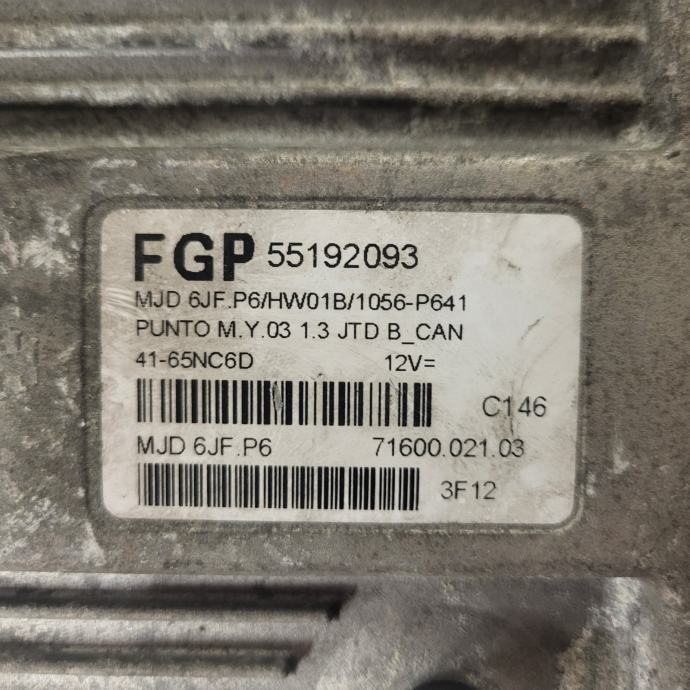 FGP 55192093
MJD 6JF.P6/HW01B/1056-P641
PUNTO M.Y.03 1.3 JTD B_CAN
41-65NC6D 12V=
C146
MJD 6JF.P6 71600.021.03
3F12